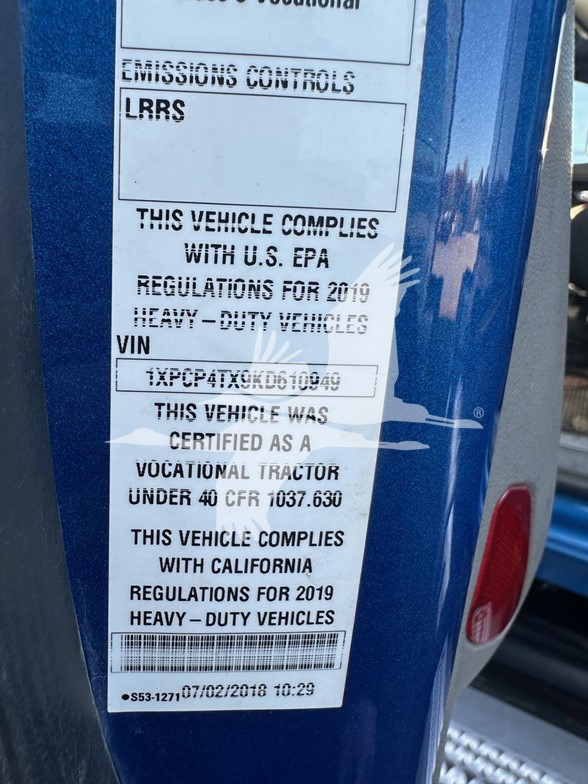 Vocational
EMISSIONS CONTROLS
LRRS
THIS VEHICLE COMPLIES
WITH U.S. EPA
REGULATIONS FOR 2019
HEAVY–DUTY VEHICLES
VIN
1XPCP4TX9KD610949
THIS VEHICLE WAS
CERTIFIED AS A
VOCATIONAL TRACTOR
UNDER 40 CFR 1037.630
THIS VEHICLE COMPLIES
WITH CALIFORNIA
REGULATIONS FOR 2019
HEAVY–DUTY VEHICLES
●S53-1271 07/02/2018 10:29
®